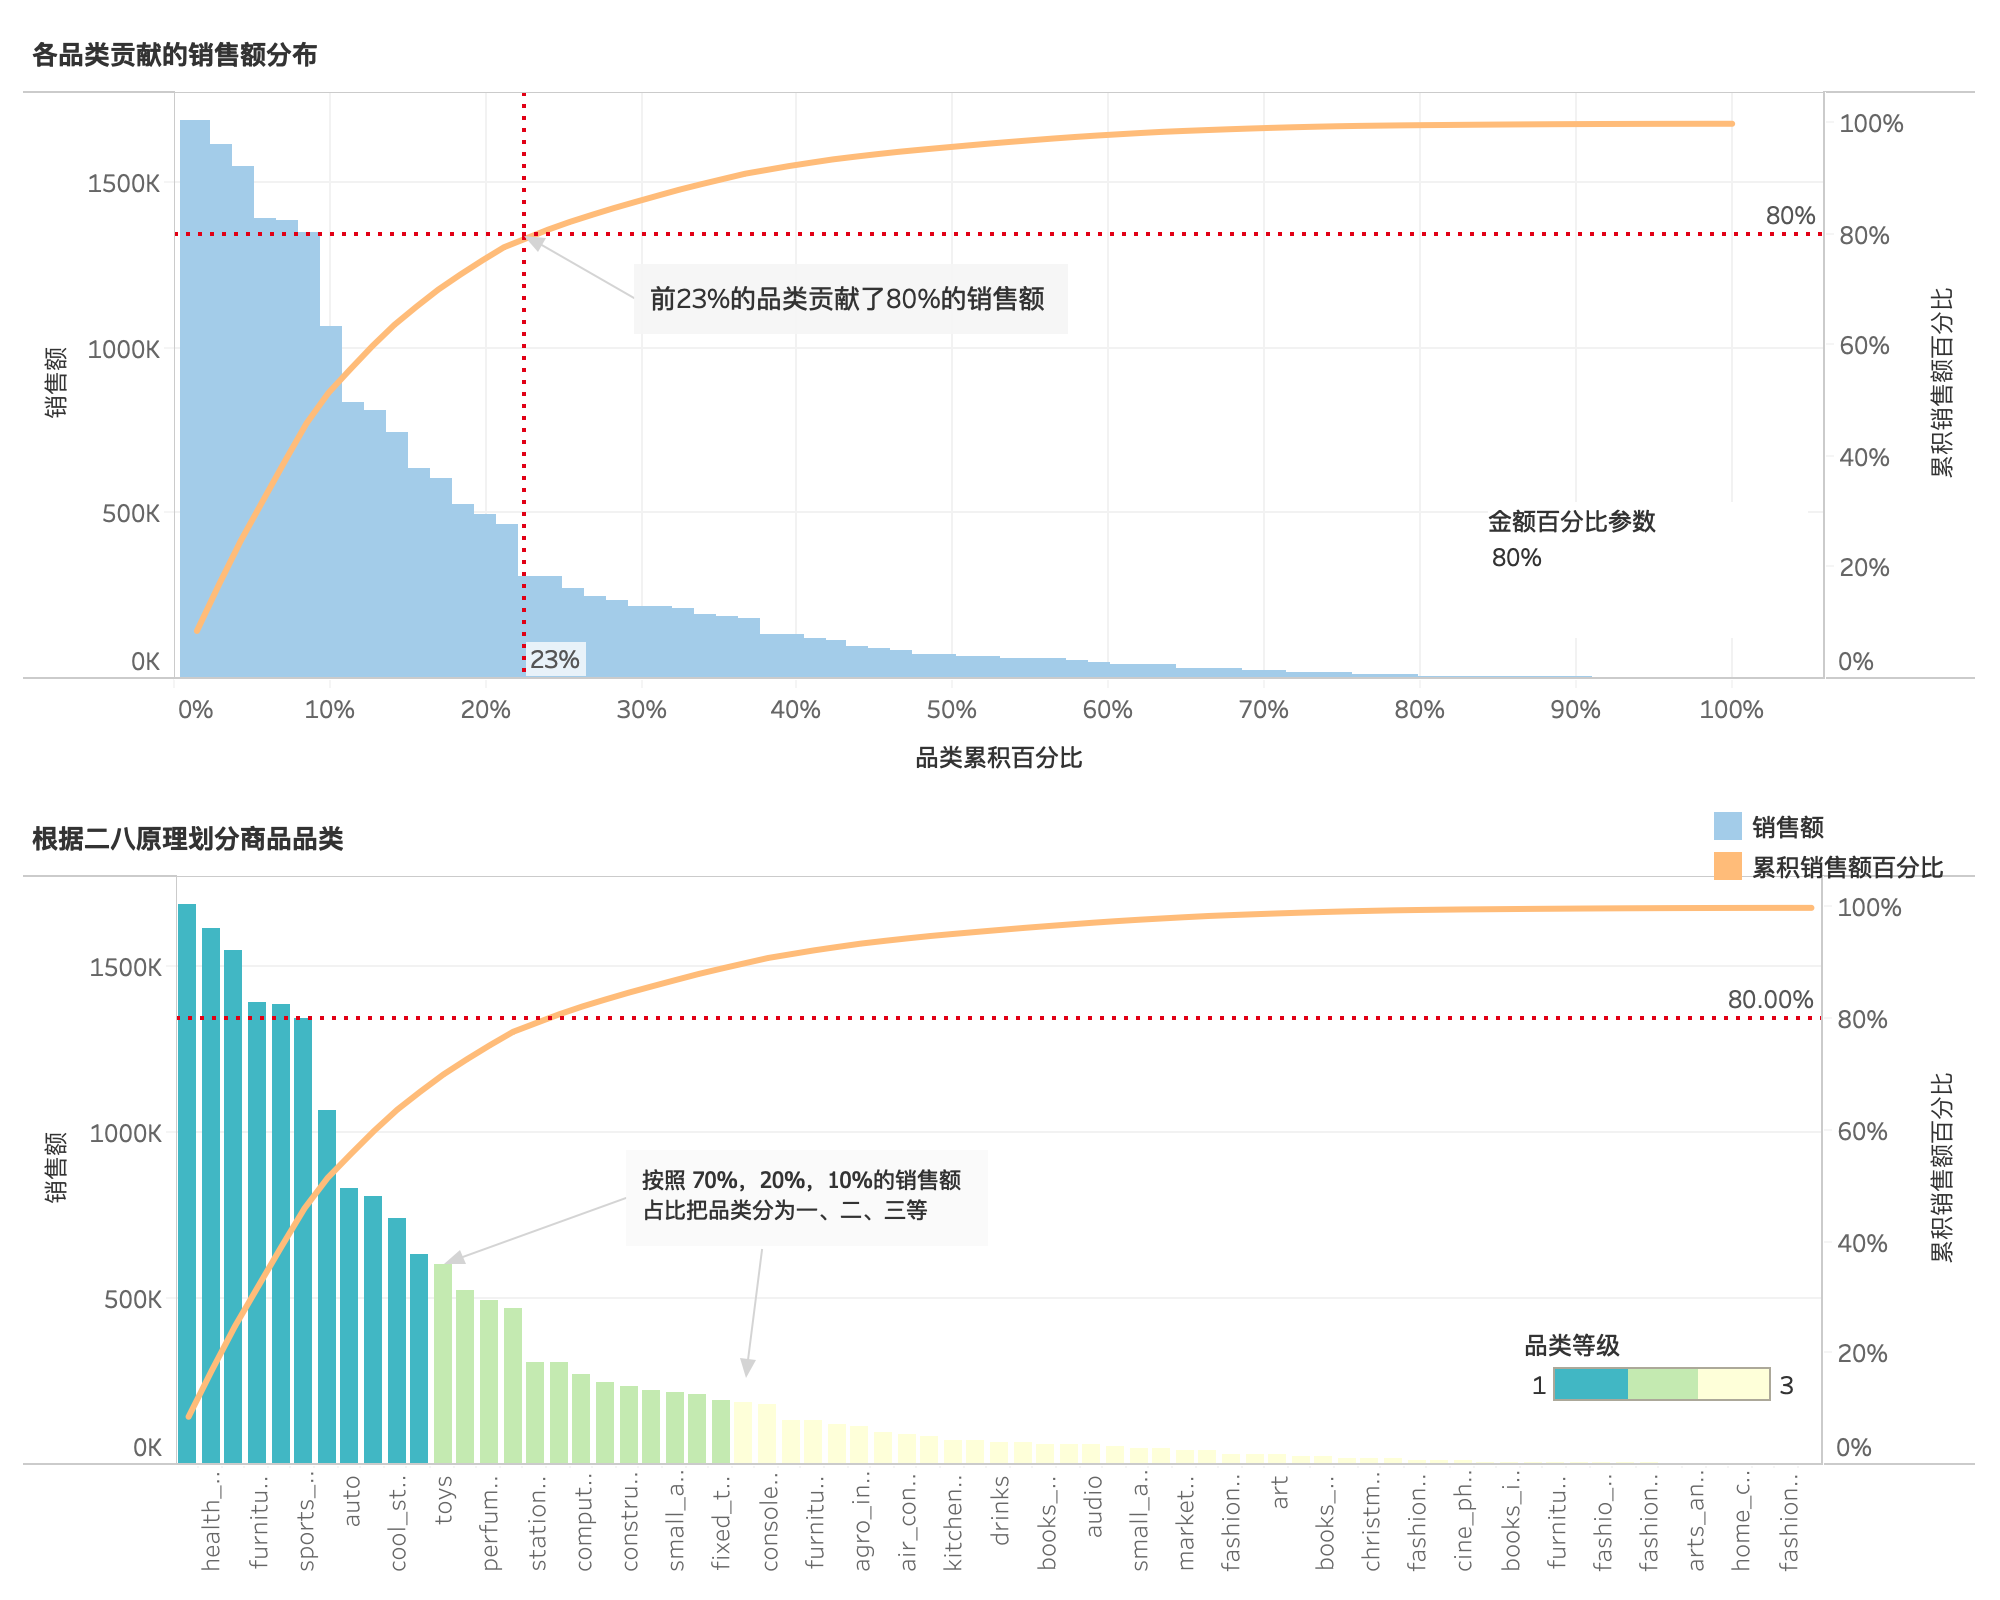 各品类贡献的销售额分布
1500K
1000K
500K
0K
销售额
100%
80%
60%
40%
20%
0%
累积销售额百分比
80%
前23%的品类贡献了80%的销售额
金额百分比参数
80%
23%
0% 10% 20% 30% 40% 50% 60% 70% 80% 90% 100%
品类累积百分比
根据二八原理划分商品品类
销售额
累积销售额百分比
1500K
1000K
500K
0K
销售额
100%
80%
60%
40%
20%
0%
累积销售额百分比
80.00%
按照 70%，20%，10%的销售额
占比把品类分为一、二、三等
品类等级
1 3
health_..
furnitu..
sports_..
auto
cool_st..
toys
perfum..
station..
comput..
constru..
small_a..
fixed_t..
console..
furnitu..
agro_in..
air_con..
kitchen..
drinks
books_..
audio
small_a..
market..
fashion..
art
books_..
christm..
fashion..
cine_ph..
books_i..
furnitu..
fashio_..
fashion..
arts_an..
home_c..
fashion..